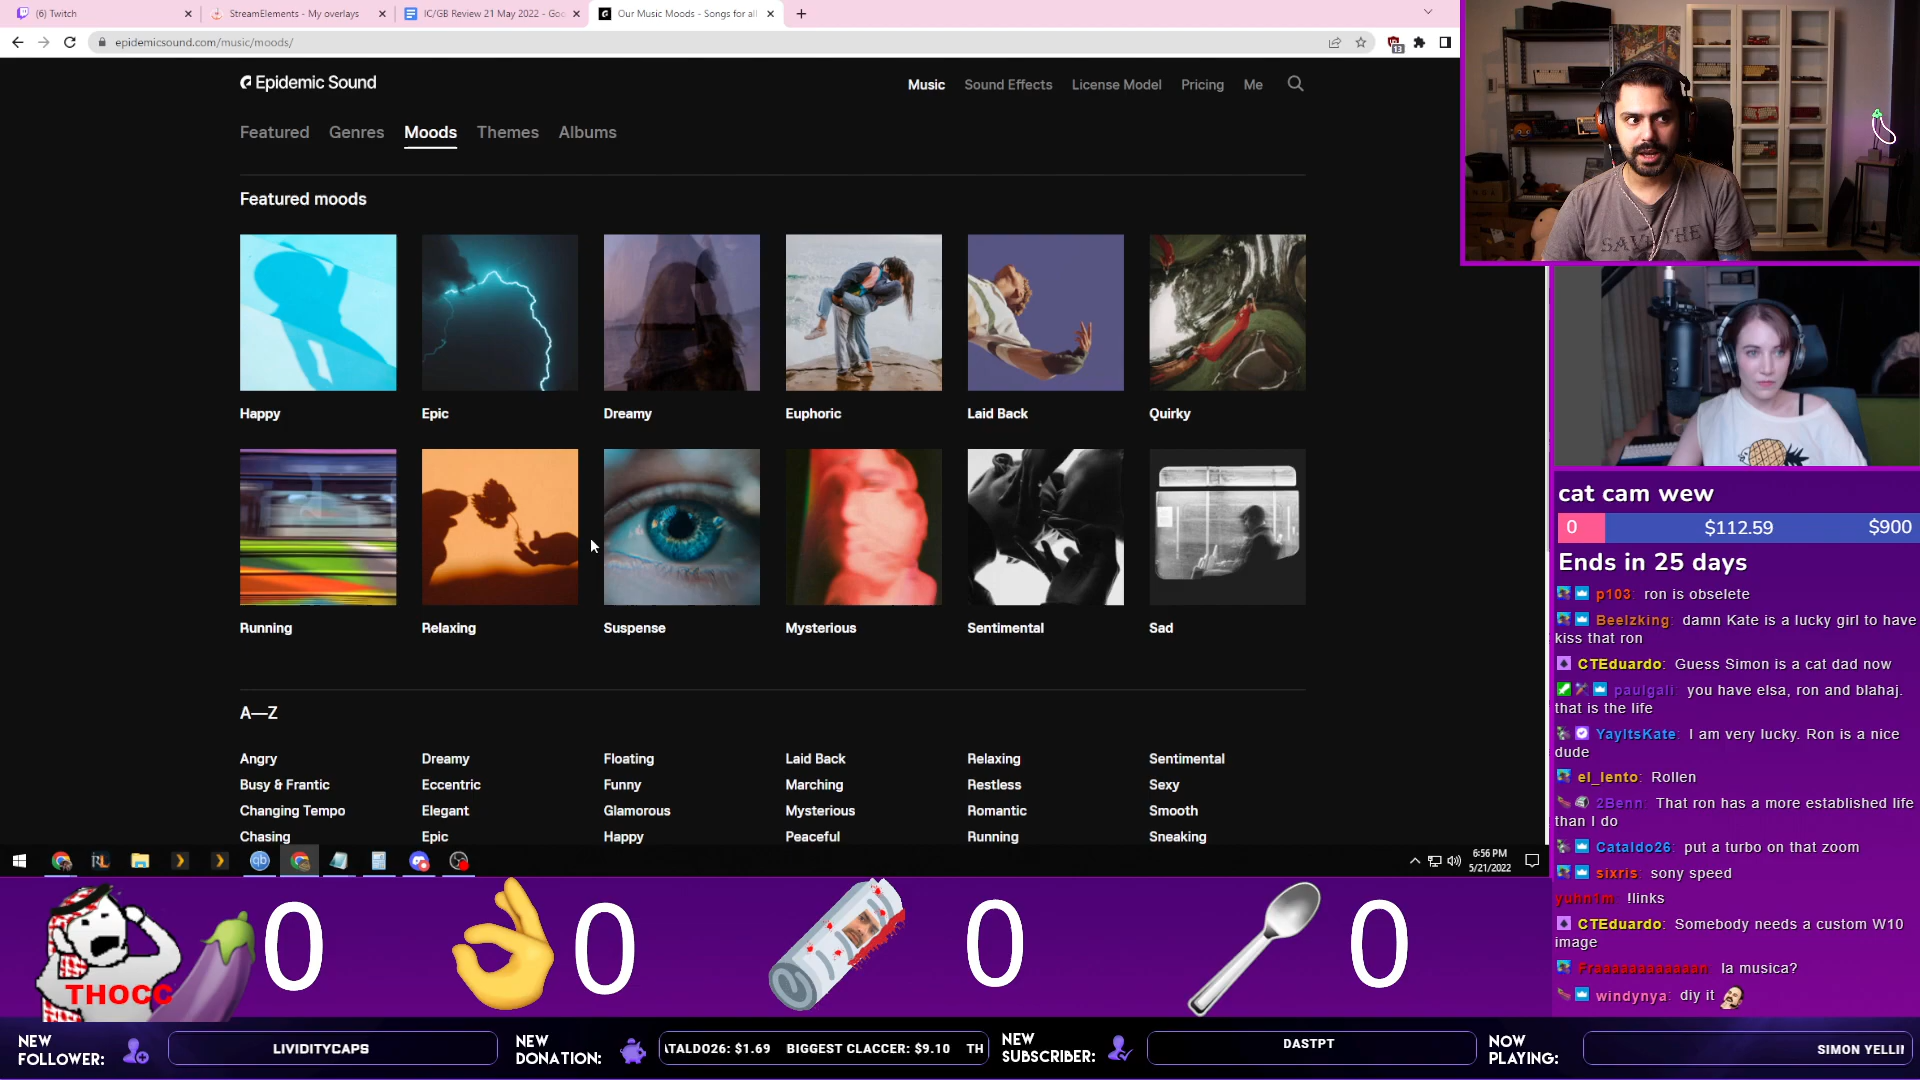 (6) Twitch
StreamElements - My overlays
IC/GB Review 21 May 2022 - Goo
Our Music Moods - Songs for all
epidemicsound.com/music/moods/
13
Epidemic Sound
Music Sound Effects License Model Pricing Me
Featured Genres Moods Themes Albums
Featured moods
Happy Epic Dreamy Euphoric Laid Back Quirky
Running Relaxing Suspense Mysterious Sentimental Sad
A—Z
Angry Dreamy Floating Laid Back Relaxing Sentimental
Busy & Frantic Eccentric Funny Marching Restless Sexy
Changing Tempo Elegant Glamorous Mysterious Romantic Smooth
Chasing Epic Happy Peaceful Running Sneaking
6:56 PM
5/21/2022
SAVE THE
cat cam wew
0 $112.59 $900
Ends in 25 days
p103: ron is obselete
Beelzking: damn Kate is a lucky girl to have
kiss that ron
CTEduardo: Guess Simon is a cat dad now
paulgali: you have elsa, ron and blahaj.
that is the life
YayItsKate: I am very lucky. Ron is a nice
dude
el_lento: Rollen
2Benn: That ron has a more established life
than I do
Cataldo26: put a turbo on that zoom
sixris: sony speed
yuhn1m !links
CTEduardo: Somebody needs a custom W10
image
la musica?
windynya: diy it
THOCC 0 0 0 0
NEW
FOLLOWER:
LIVIDITYCAPS
NEW
DONATION:
ATALDO26: $1.69 BIGGEST CLACCER: $9.10 TH
NEW
SUBSCRIBER:
DASTPT
NOW
PLAYING:
SIMON YELLII